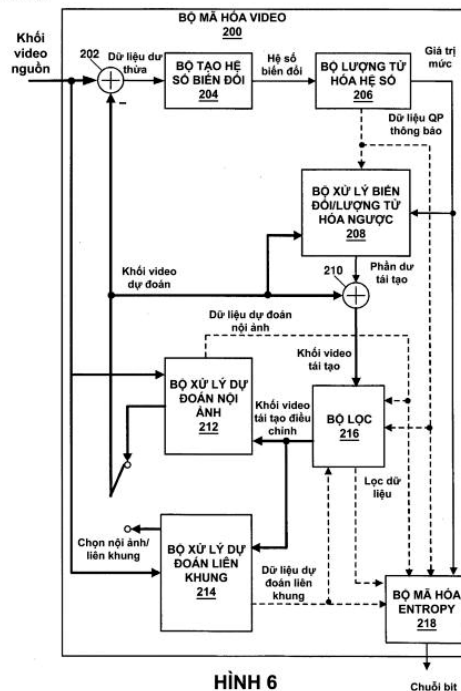 Khối
video
nguồn
BỘ MÃ HÓA VIDEO
200
202
Dữ liệu dư
thừa
BỘ TẠO HỆ
SỐ BIẾN ĐỔI
204
Hệ số
biến đổi
BỘ LƯỢNG TỬ
HÓA HỆ SỐ
206
Giá trị
mức
Dữ liệu QP
thông báo
BỘ XỬ LÝ BIẾN
ĐỔI/LƯỢNG TỬ
HÓA NGƯỢC
208
Khối video
dự đoán
210
Phần dư
tái tạo
Dữ liệu dự đoán
nội ảnh
Khối video
tái tạo
BỘ XỬ LÝ DỰ
ĐOÁN NỘI
ẢNH
212
Khối video
tái tạo điều
chỉnh
BỘ LỌC
216
Lọc dữ
liệu
Chọn nội ảnh/
liên khung
BỘ XỬ LÝ DỰ
ĐOÁN LIÊN
KHUNG
214
Dữ liệu dự
đoán liên
khung
BỘ MÃ HÓA
ENTROPY
218
HÌNH 6
Chuỗi bit